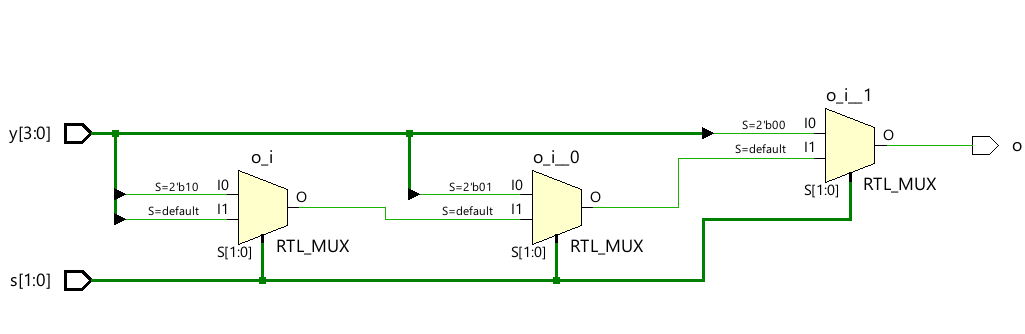 o_i__1
y[3:0]
S=2'b00
I0
O
S=default
I1
o
S[1:0]
RTL_MUX
o_i
o_i__0
S=2'b10
I0
O
S=default
I1
S[1:0]
RTL_MUX
S=2'b01
I0
O
S=default
I1
S[1:0]
RTL_MUX
s[1:0]